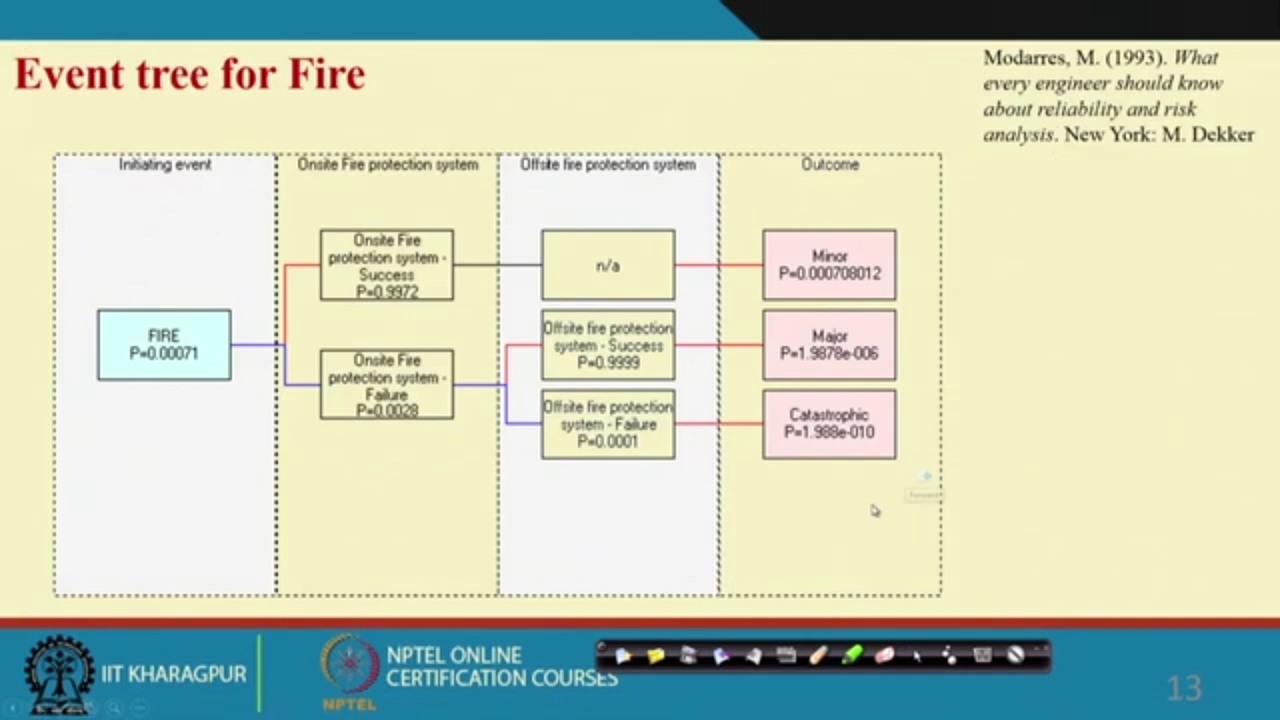 Event tree for Fire
Modarres, M. (1993). What
every engineer should know
about reliability and risk
analysis. New York: M. Dekker
Initiating event
Onsite Fire protection system
Offsite fire protection system
Outcome
FIRE
P=0.00071
Onsite Fire
protection system -
Success
P=0.9972
Onsite Fire
protection system -
Failure
P=0.0028
n/a
Offsite fire protection
system - Success
P=0.9999
Offsite fire protection
system - Failure
P=0.0001
Minor
P=0.000708012
Major
P=1.9878e-006
Catastrophic
P=1.988e-010
Forward
IIT KHARAGPUR
NPTEL
NPTEL ONLINE
CERTIFICATION COURSES
13